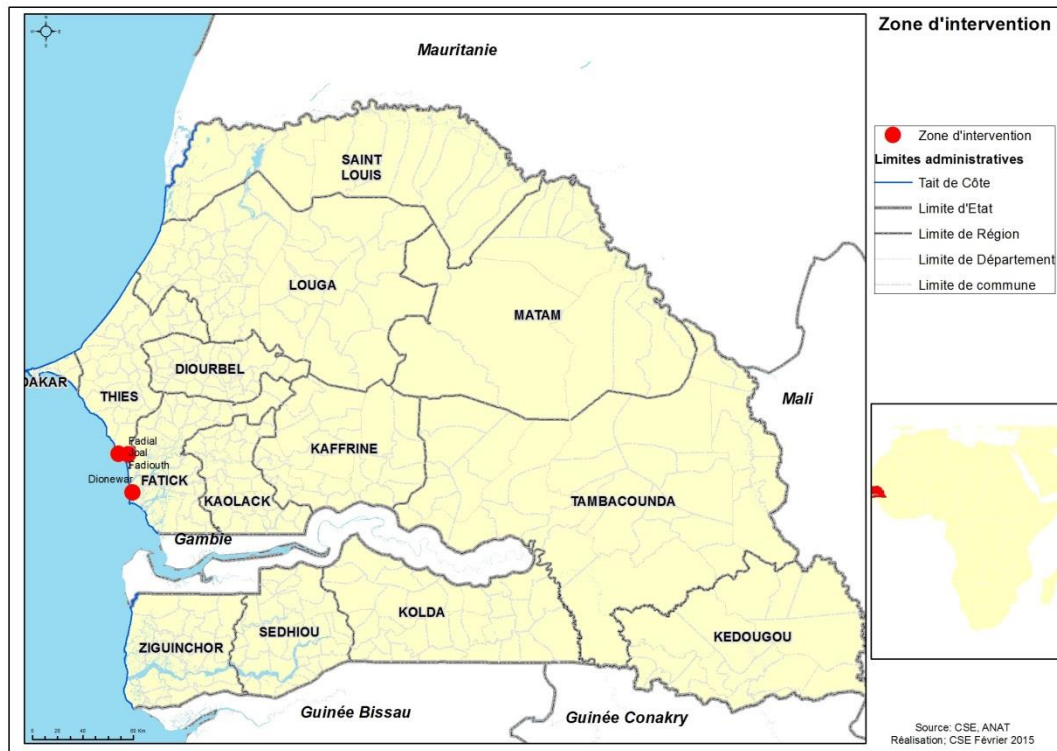 Zone d'intervention
Mauritanie
Zone d'intervention
Limites administratives
Tait de Côte
Limite d'Etat
Limite de Région
Limite de Département
Limite de commune
SAINT
LOUIS
LOUGA
MATAM
DAKAR
THIES
DIOURBEL
Mali
Fadial
Joal
Fadiouth
Dionewar
FATICK
KAOLACK
KAFFRINE
TAMBACOUNDA
Gambie
ZIGUINCHOR
SEDHIOU
KOLDA
KEDOUGOU
Guinée Bissau
Guinée Conakry
Source: CSE, ANAT
Réalisation; CSE Février 2015